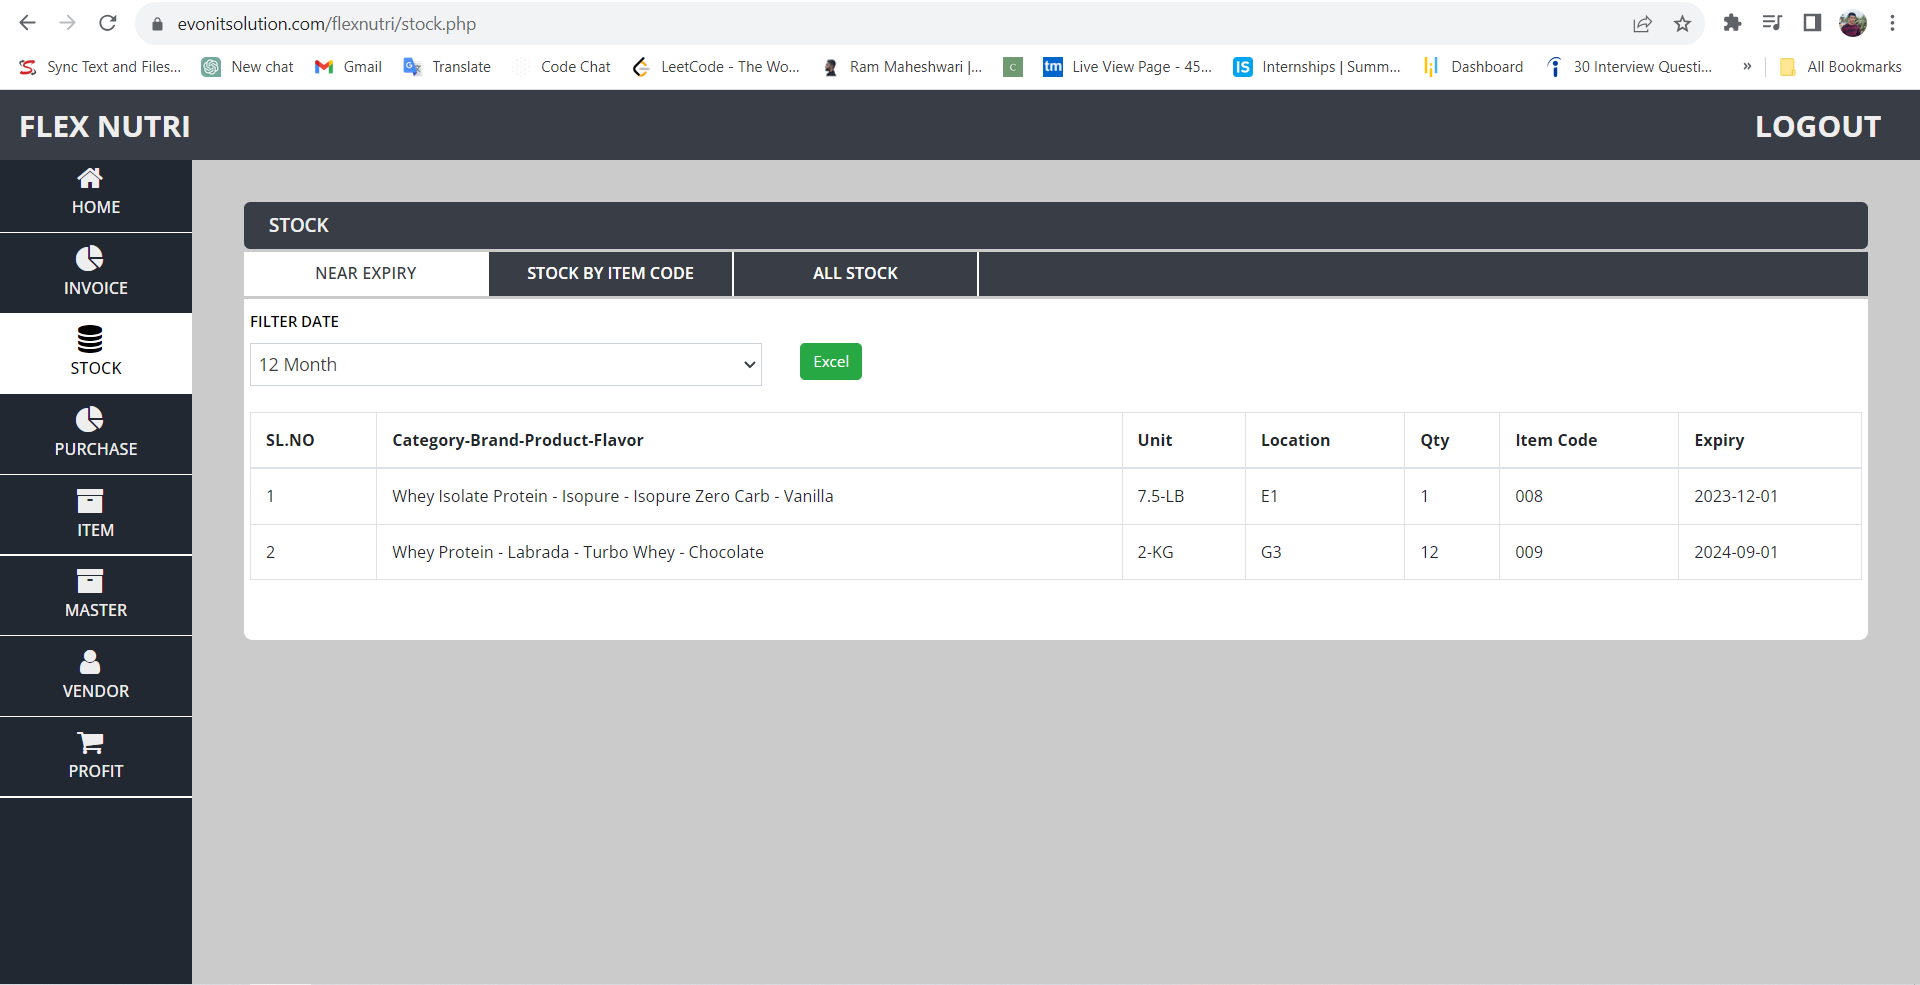 evonitsolution.com/flexnutri/stock.php
Sync Text and Files... New chat Gmail Translate Code Chat LeetCode - The Wo... Ram Maheshwari |... C tm Live View Page - 45... IS Internships | Summ... Dashboard 30 Interview Questi... » All Bookmarks
FLEX NUTRI LOGOUT
HOME
INVOICE
STOCK
PURCHASE
ITEM
MASTER
VENDOR
PROFIT
STOCK
NEAR EXPIRY STOCK BY ITEM CODE ALL STOCK
FILTER DATE
12 Month Excel
SL.NO Category-Brand-Product-Flavor Unit Location Qty Item Code Expiry
1 Whey Isolate Protein - Isopure - Isopure Zero Carb - Vanilla 7.5-LB E1 1 008 2023-12-01
2 Whey Protein - Labrada - Turbo Whey - Chocolate 2-KG G3 12 009 2024-09-01